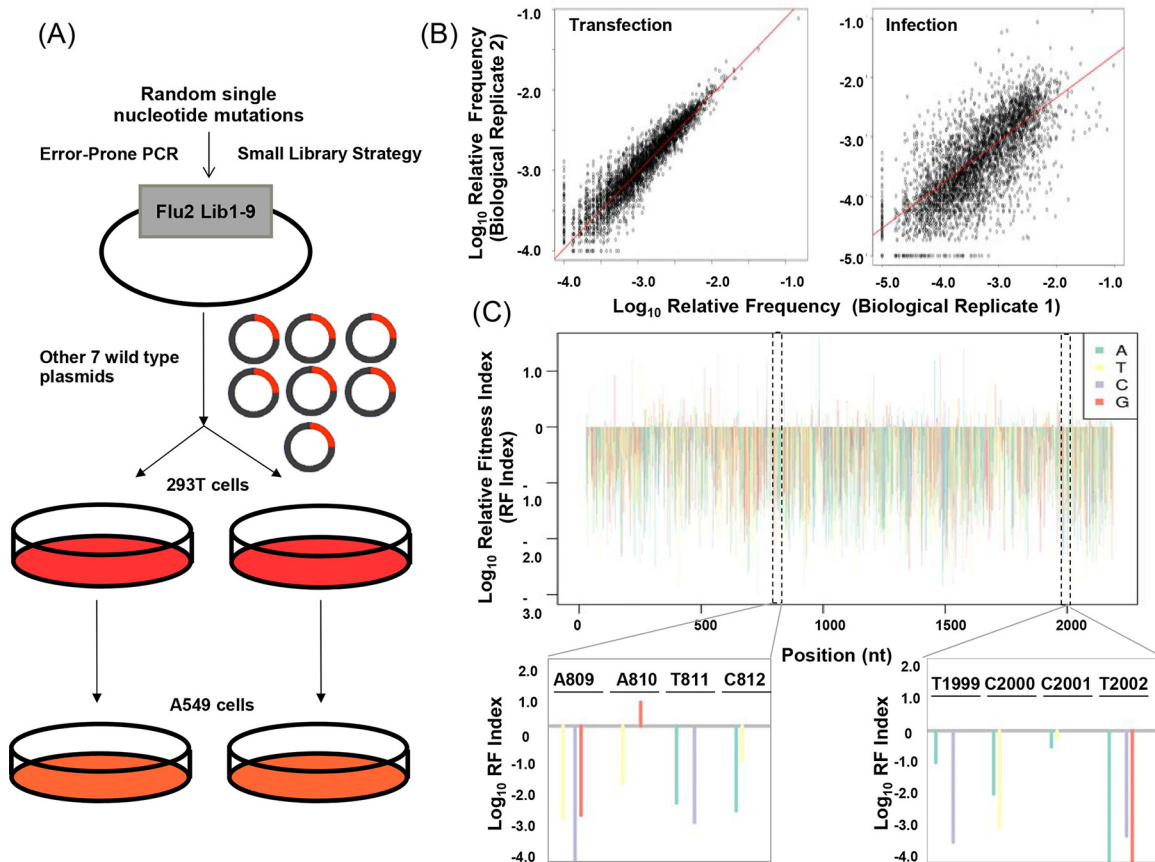 (A)
Random single
nucleotide mutations
Error-Prone PCR
Small Library Strategy
Flu2 Lib1-9
Other 7 wild type
plasmids
293T cells
A549 cells
(B)
Transfection
Infection
Log10 Relative Frequency
(Biological Replicate 2)
-1.0
-2.0
-3.0
-4.0
-4.0
-3.0
-2.0
-1.0
-1.0
-2.0
-3.0
-4.0
-5.0
-5.0
-4.0
-3.0
-2.0
-1.0
Log10 Relative Frequency (Biological Replicate 1)
(C)
Log10 Relative Fitness Index
(RF Index)
1.0
0
-
1.0
-
2.0
-
3.0
A
T
C
G
0
500
1000
1500
2000
Position (nt)
Log10 RF Index
2.0
1.0
0
-1.0
-2.0
-3.0
-4.0
A809
A810
T811
C812
Log10 RF Index
2.0
1.0
0
-1.0
-2.0
-3.0
-4.0
T1999
C2000
C2001
T2002